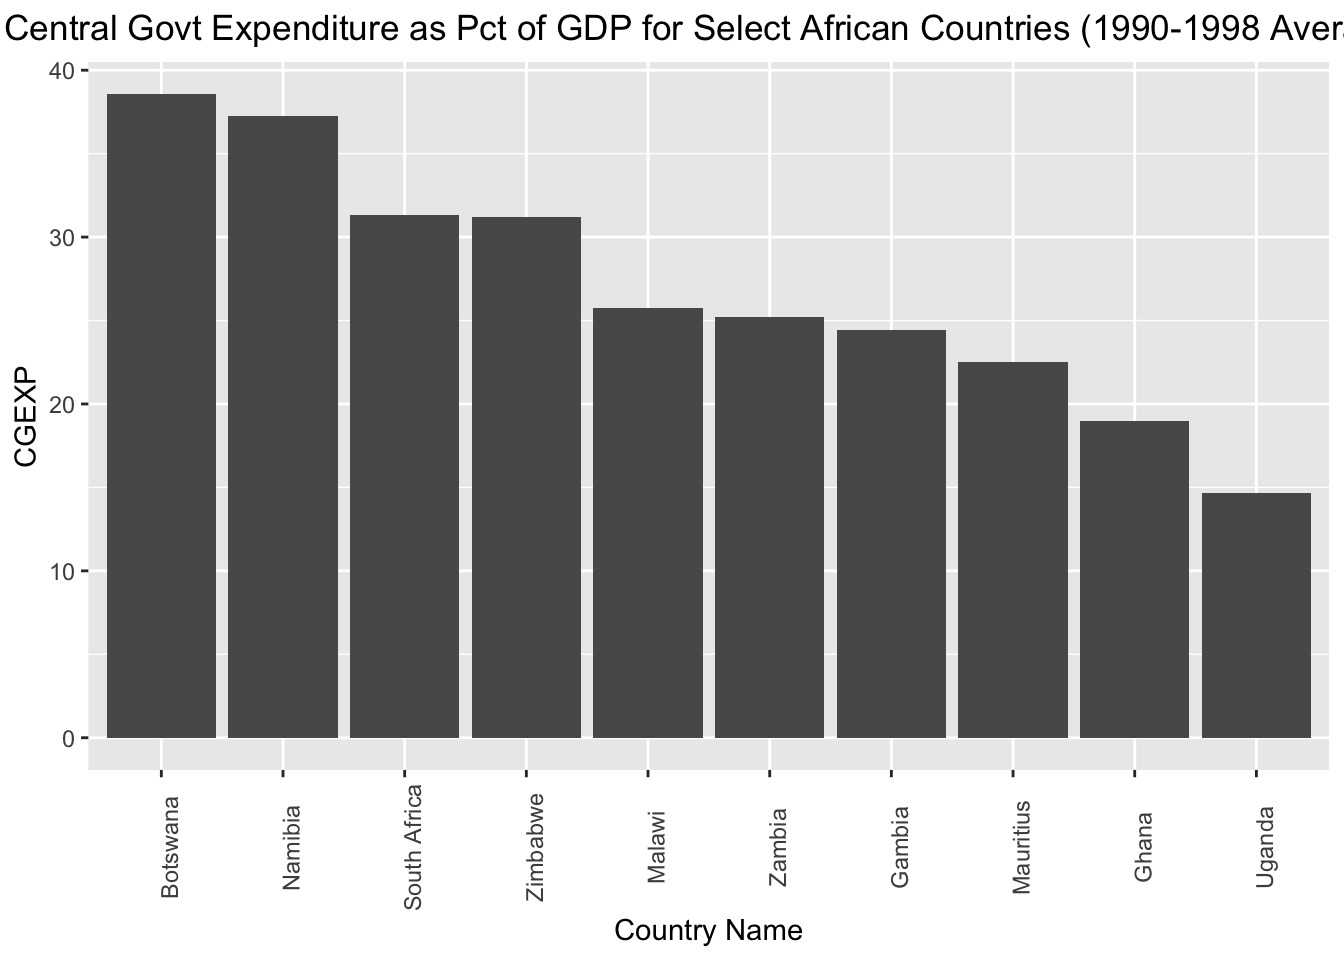 Central Govt Expenditure as Pct of GDP for Select African Countries (1990-1998
40
30
20
10
0
CGEXP
Botswana
Namibia
South Africa
Zimbabwe
Malawi
Zambia
Gambia
Mauritius
Ghana
Uganda
Country Name